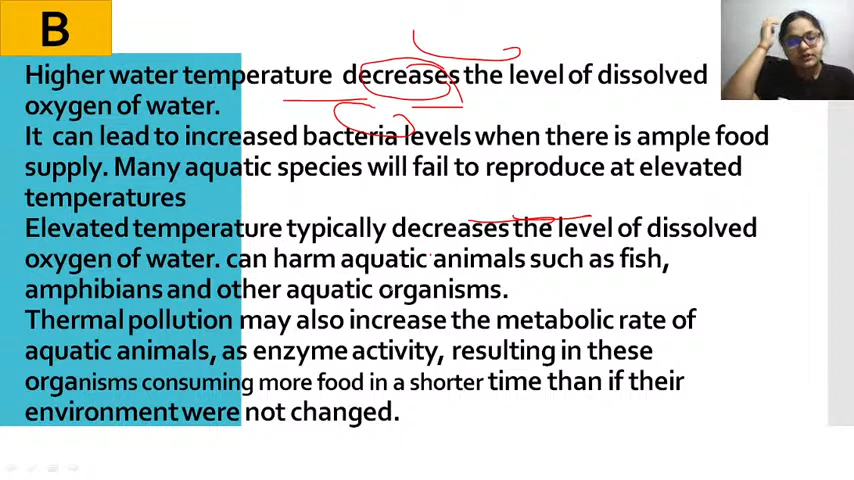 B
Higher water temperature decreases the level of dissolved
oxygen of water.
It can lead to increased bacteria levels when there is ample food
supply. Many aquatic species will fail to reproduce at elevated
temperatures
Elevated temperature typically decreases the level of dissolved
oxygen of water. can harm aquatic animals such as fish,
amphibians and other aquatic organisms.
Thermal pollution may also increase the metabolic rate of
aquatic animals, as enzyme activity, resulting in these
organisms consuming more food in a shorter time than if their
environment were not changed.